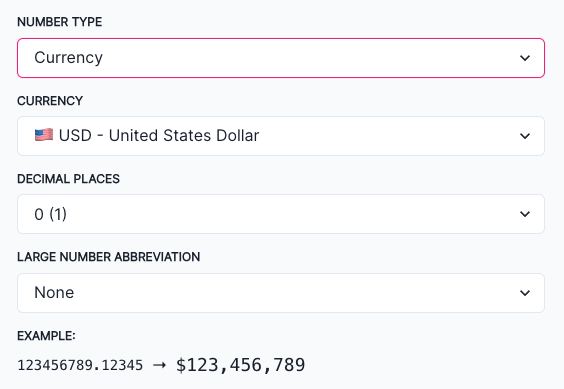 NUMBER TYPE
Currency
CURRENCY
🇺🇸 USD - United States Dollar
DECIMAL PLACES
0 (1)
LARGE NUMBER ABBREVIATION
None
EXAMPLE:
123456789.12345 → $123,456,789